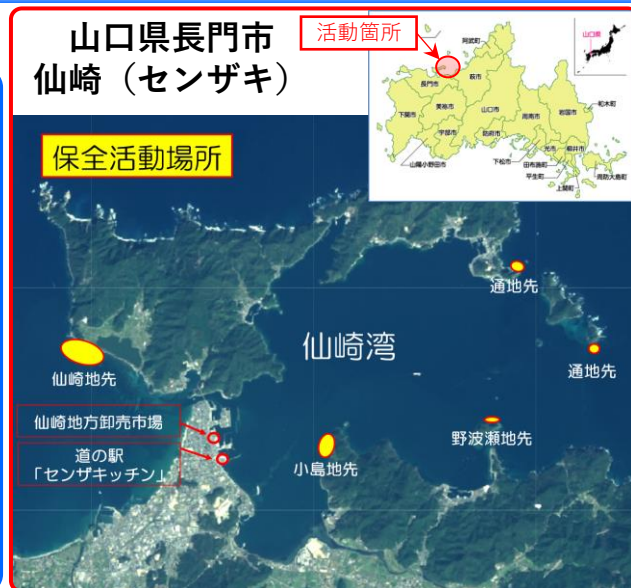 山口県長門市
仙崎（センザキ）
活動箇所
山口県
阿武町
萩市
長門市
美祢市
山口市
下関市
周南市
岩国市
和木町
宇部市
防府市
山陽小野田市
下松市
光市
柳井市
田布施町
平生町
上関町
周防大島町
保全活動場所
通地先
仙崎湾
仙崎地先
通地先
仙崎地方卸売市場
野波瀬地先
道の駅
「センザキッチン」
小島地先